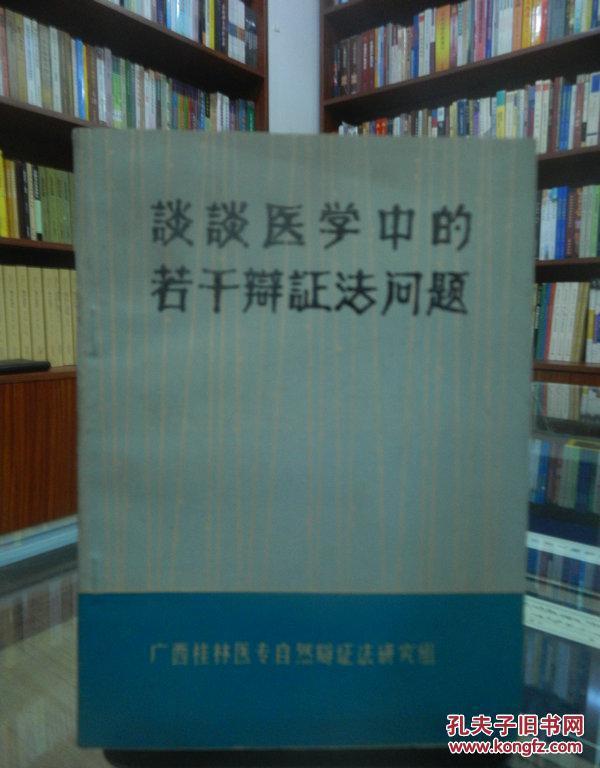 談談医学中的
若干辯証法问题
广西桂林医专自然辩证法研究组
孔夫子旧书网
www.kongfz.com